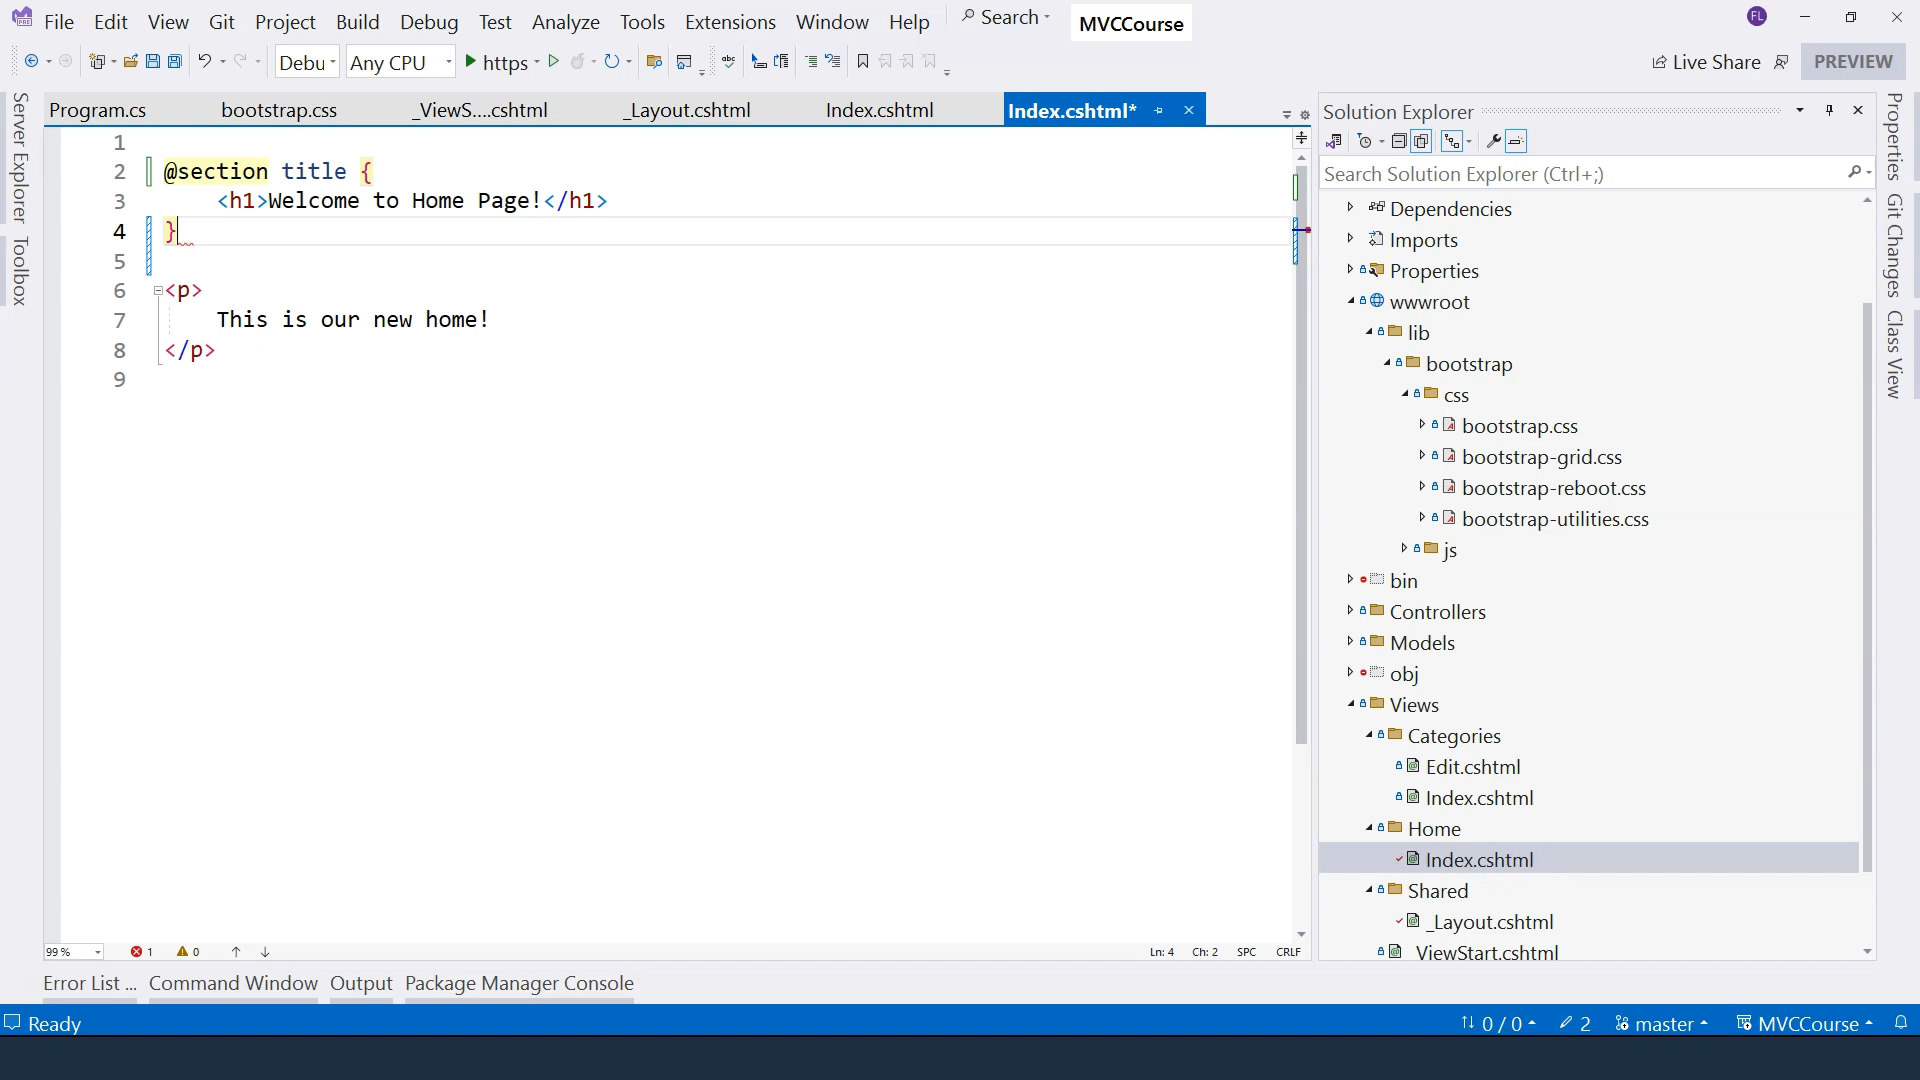 File Edit View Git Project Build Debug Test Analyze Tools Extensions Window Help Search MVCCourse FL
Debu Any CPU https abc Live Share PREVIEW
Server Explorer
Toolbox
Program.cs bootstrap.css _ViewS....cshtml _Layout.cshtml Index.cshtml Index.cshtml*
1
2 @section title {
3 <h1>Welcome to Home Page!</h1>
4 }
5
6 <p>
7 This is our new home!
8 </p>
9
99 % 1 0 Ln: 4 Ch: 2 SPC CRLF
Solution Explorer
Search Solution Explorer (Ctrl+;)
Dependencies
Imports
Properties
wwwroot
lib
bootstrap
css
bootstrap.css
bootstrap-grid.css
bootstrap-reboot.css
bootstrap-utilities.css
js
bin
Controllers
Models
obj
Views
Categories
Edit.cshtml
Index.cshtml
Home
Index.cshtml
Shared
_Layout.cshtml
_ViewStart.cshtml
Properties
Git Changes
Class View
Error List ... Command Window Output Package Manager Console
Ready 0 / 0 2 master MVCCourse